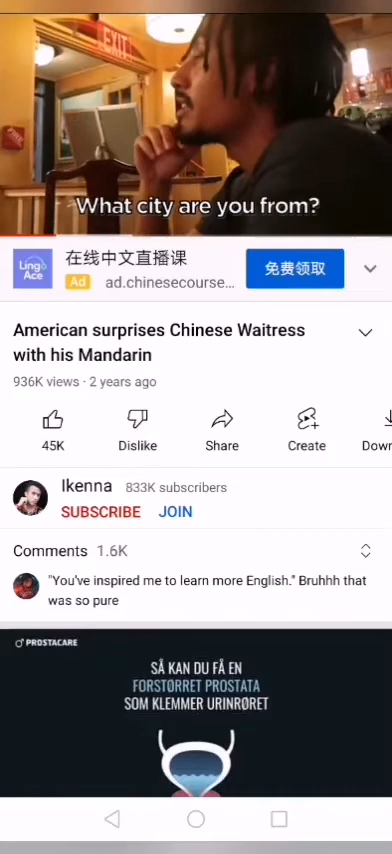 EXIT
What city are you from?
Ling
Ace
在线中文直播课
Ad ad.chinesecourse...
免费领取
American surprises Chinese Waitress
with his Mandarin
936K views · 2 years ago
45K
Dislike
Share
Create
Down
Ikenna 833K subscribers
SUBSCRIBE JOIN
Comments 1.6K
"You've inspired me to learn more English." Bruhhh that
was so pure
PROSTACARE
SÅ KAN DU FÅ EN
FORSTØRRET PROSTATA
SOM KLEMMER URINRØRET